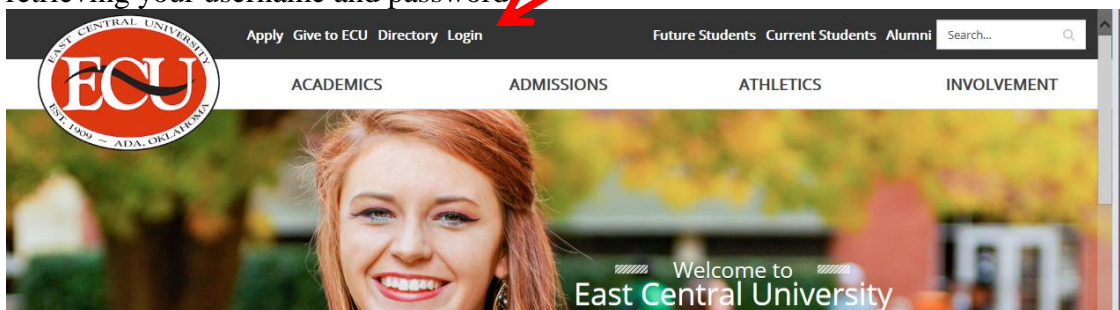 retrieving your username and password
EAST CENTRAL UNIVERSITY
ECU
EST. 1909 ~ ADA, OKLAHOMA
Apply Give to ECU Directory Login
Future Students Current Students Alumni
Search...
ACADEMICS ADMISSIONS ATHLETICS INVOLVEMENT
Welcome to
East Central University